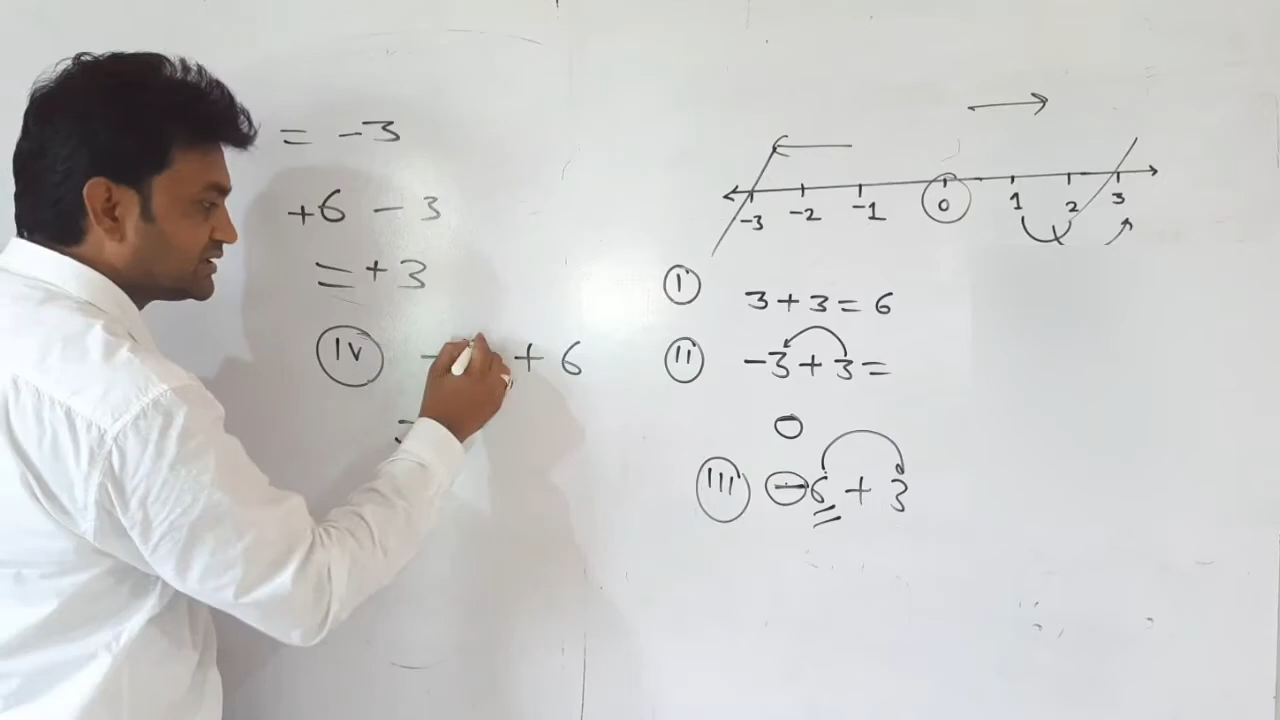 = -3
+6 - 3
= +3
IV - + 6
-3 -2 -1 0 1 2 3
I 3 + 3 = 6
II -3 + 3 =
0
III -6 + 3